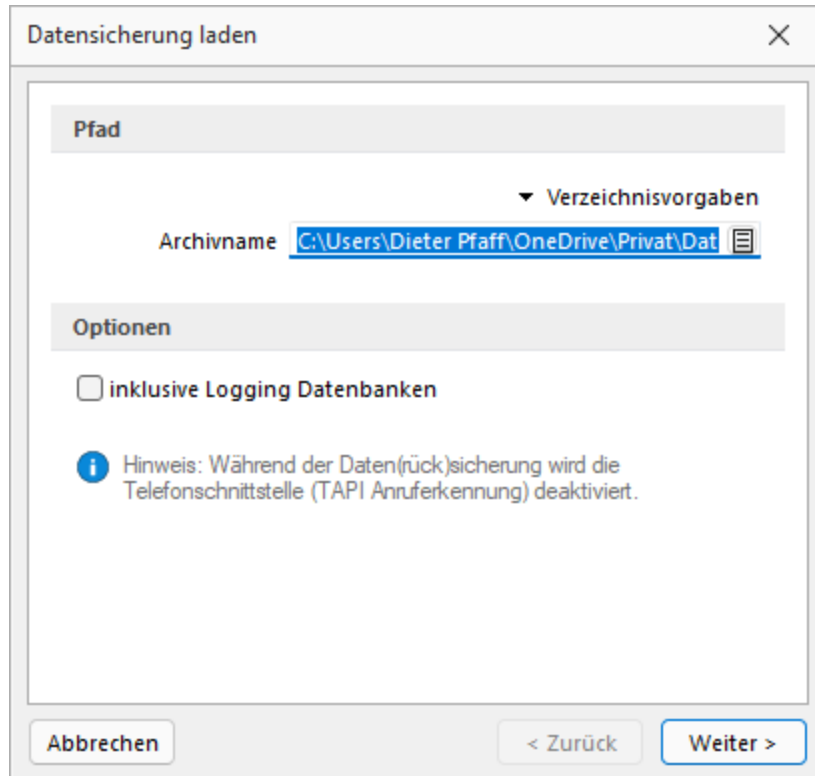 Datensicherung laden
Pfad
Verzeichnisvorgaben
Archivname C:\Users\Dieter Pfaff\OneDrive\Privat\Dat
Optionen
inklusive Logging Datenbanken
Hinweis: Während der Daten(rück)sicherung wird die
Telefonschnittstelle (TAPI Anruferkennung) deaktiviert.
Abbrechen < Zurück Weiter >